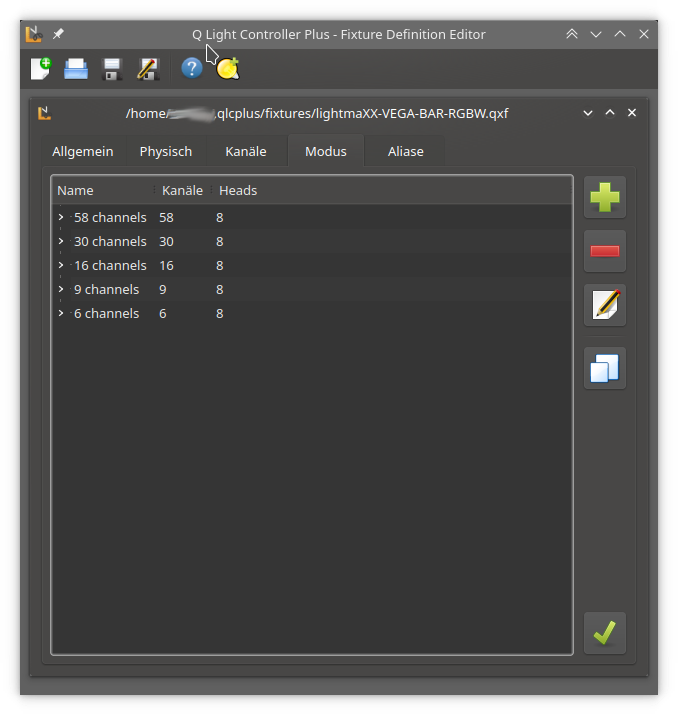 Q Light Controller Plus - Fixture Definition Editor
/home/ .qlcplus/fixtures/lightmaXX-VEGA-BAR-RGBW.qxf
Allgemein Physisch Kanäle Modus Aliase
Name Kanäle Heads
58 channels 58 8
30 channels 30 8
16 channels 16 8
9 channels 9 8
6 channels 6 8